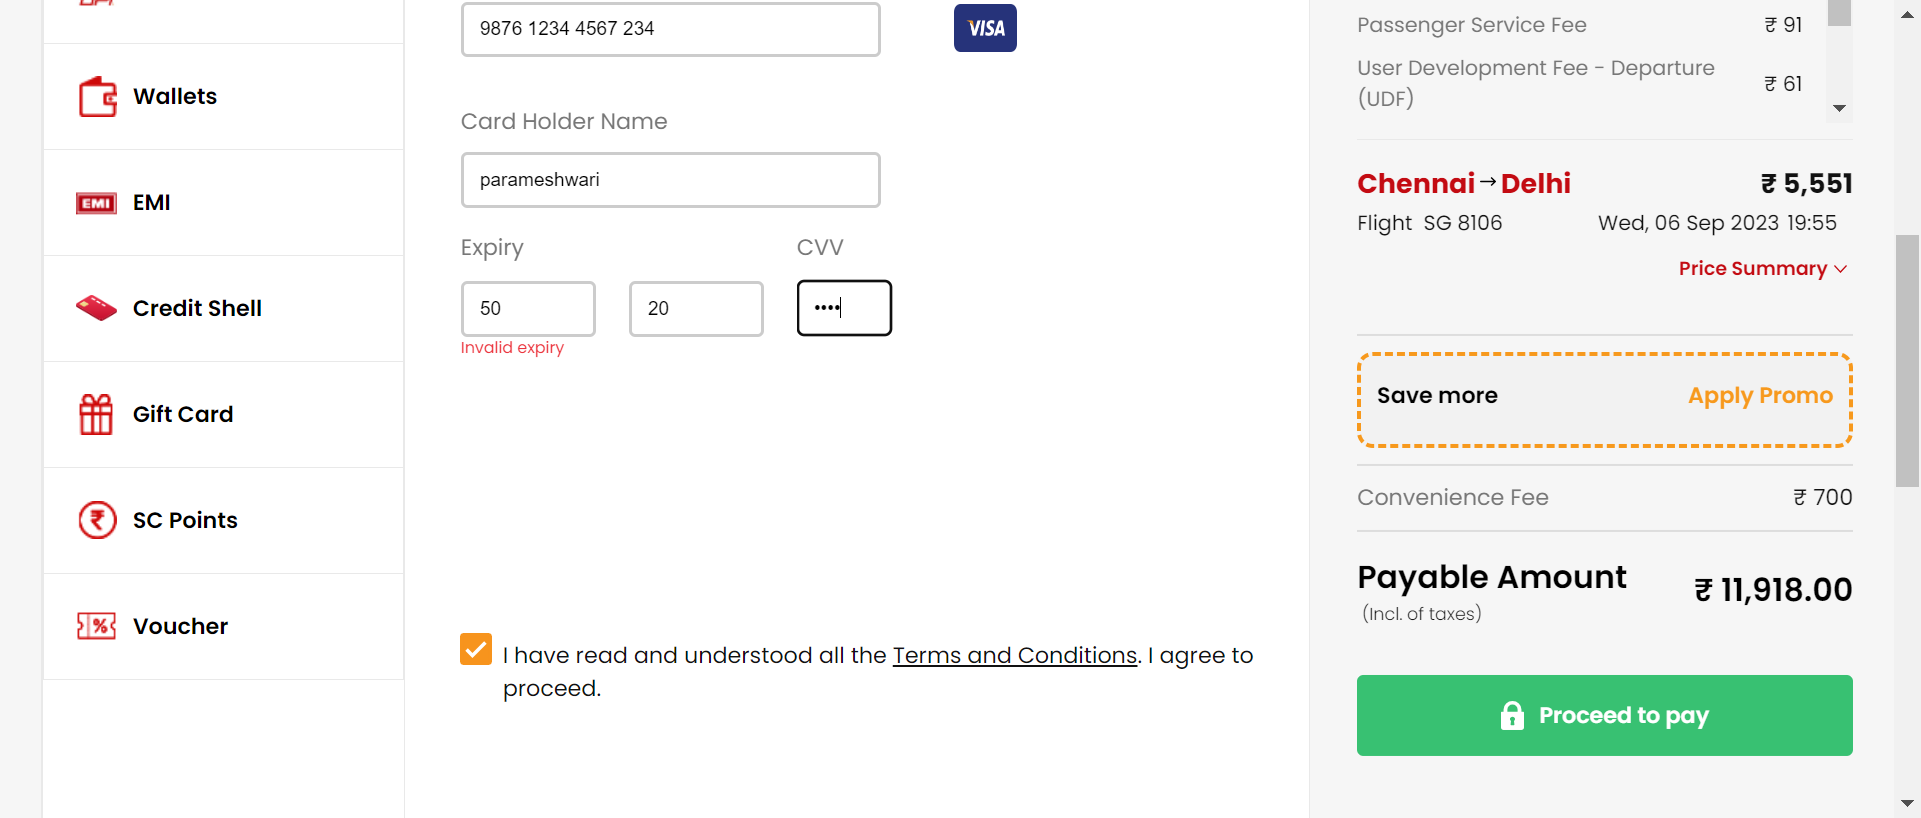 Wallets
EMI
EMI
Credit Shell
Gift Card
SC Points
Voucher
9876 1234 4567 234
VISA
Card Holder Name
parameshwari
Expiry
CVV
50
20
••••
Invalid expiry
I have read and understood all the Terms and Conditions. I agree to
proceed.
Passenger Service Fee ₹ 91
User Development Fee - Departure
(UDF) ₹ 61
Chennai→Delhi ₹ 5,551
Flight SG 8106 Wed, 06 Sep 2023 19:55
Price Summary
Save more Apply Promo
Convenience Fee ₹ 700
Payable Amount ₹ 11,918.00
(Incl. of taxes)
Proceed to pay